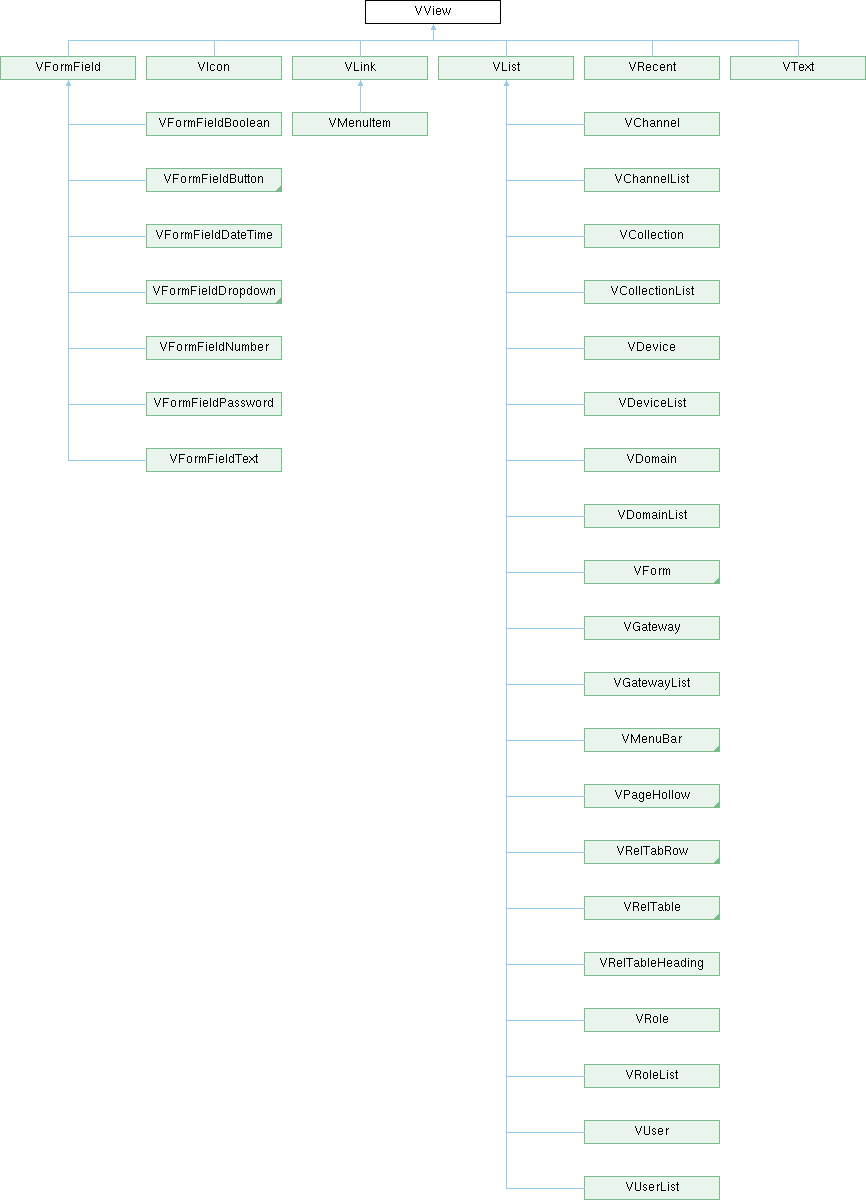 VView
VFormField
VIcon
VLink
VList
VRecent
VText
VFormFieldBoolean
VMenuItem
VChannel
VFormFieldButton
VChannelList
VFormFieldDateTime
VCollection
VFormFieldDropdown
VCollectionList
VFormFieldNumber
VDevice
VFormFieldPassword
VDeviceList
VFormFieldText
VDomain
VDomainList
VForm
VGateway
VGatewayList
VMenuBar
VPageHollow
VRelTabRow
VRelTable
VRelTableHeading
VRole
VRoleList
VUser
VUserList